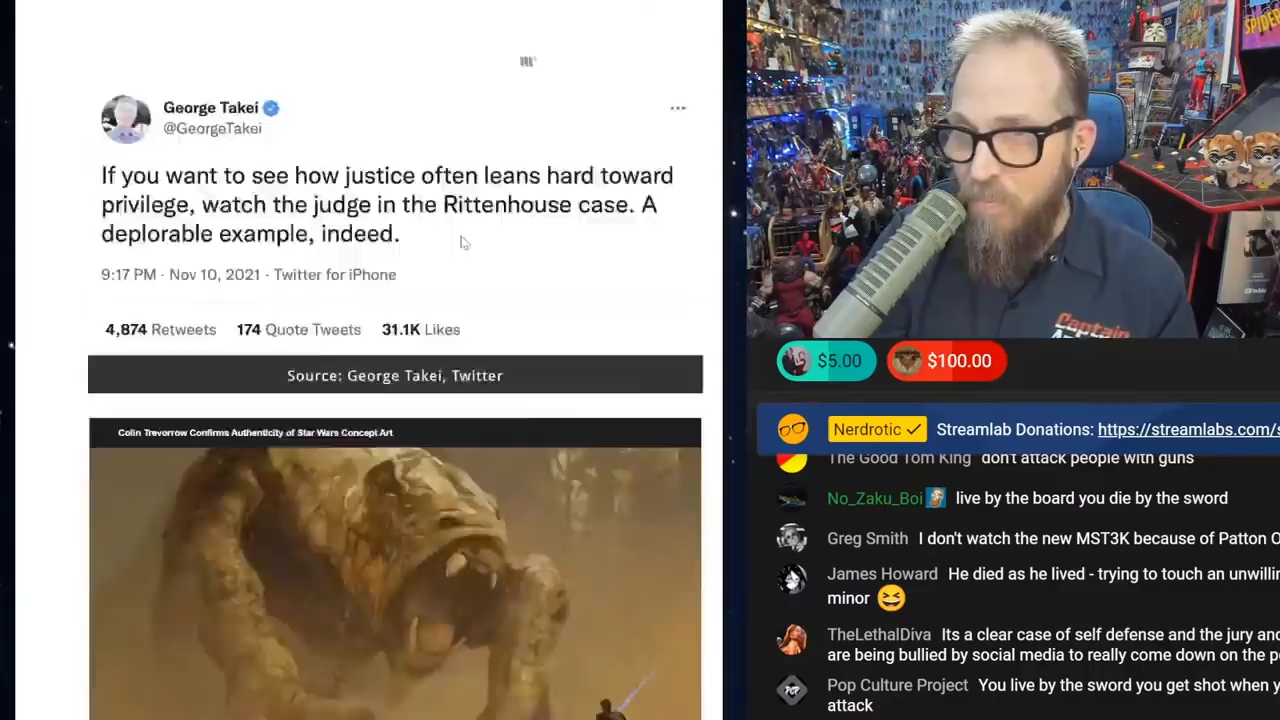 George Takei
@GeorgeTakei
If you want to see how justice often leans hard toward
privilege, watch the judge in the Rittenhouse case. A
deplorable example, indeed.
9:17 PM · Nov 10, 2021 · Twitter for iPhone
4,874 Retweets 174 Quote Tweets 31.1K Likes
Source: George Takei, Twitter
Colin Trevorrow Confirms Authenticity of Star Wars Concept Art
SPIDE
Captain
$5.00 $100.00
Nerdrotic Streamlab Donations: https://streamlabs.com/s
The Good Tom King don't attack people with guns
No_Zaku_Boi live by the board you die by the sword
Greg Smith I don't watch the new MST3K because of Patton O
James Howard He died as he lived - trying to touch an unwillin
minor
TheLethalDiva Its a clear case of self defense and the jury and
are being bullied by social media to really come down on the p
Pop Culture Project You live by the sword you get shot when y
attack